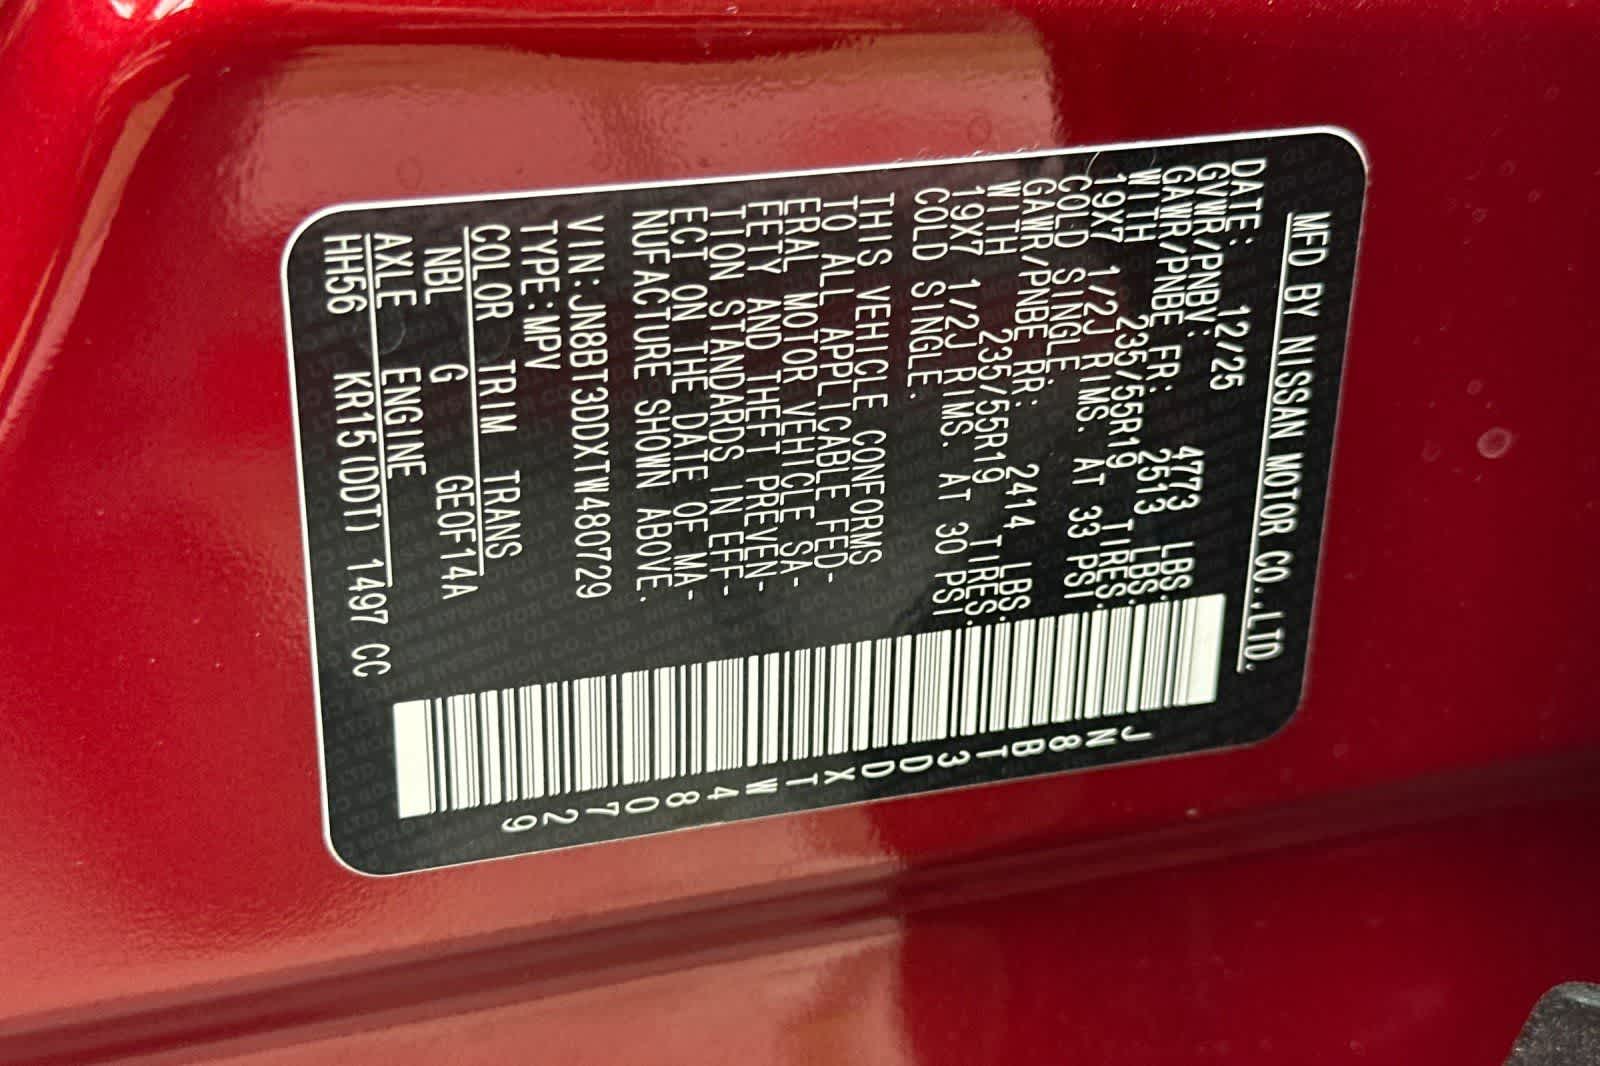 MFD BY NISSAN MOTOR CO.,LTD.
DATE: 12/25
GVWR/PNBV: 4773 LBS.
GAWR/PNBE FR: 2513 LBS.
WITH 235/55R19 TIRES.
19X7 1/2J RIMS. AT 33 PSI
COLD SINGLE.
GAWR/PNBE RR: 2414 LBS.
WITH 235/55R19 TIRES.
19X7 1/2J RIMS. AT 30 PSI
COLD SINGLE.
THIS VEHICLE CONFORMS
TO ALL APPLICABLE FED-
ERAL MOTOR VEHICLE SA-
FETY AND THEFT PREVEN-
TION STANDARDS IN EFF-
ECT ON THE DATE OF MA-
NUFACTURE SHOWN ABOVE.
VIN:JN8BT3DDXTW480729
TYPE:MPV
COLOR TRIM TRANS
NBL G GE0F14A
AXLE ENGINE
HH56 KR15(DDT) 1497 CC
JN8BT3DDXTW480729